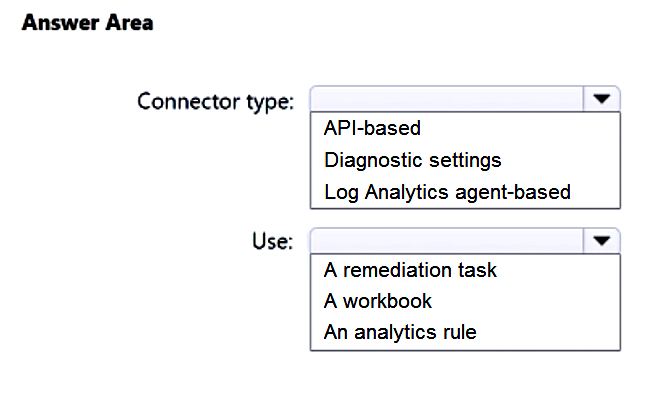 Answer Area
Connector type:
API-based
Diagnostic settings
Log Analytics agent-based
Use:
A remediation task
A workbook
An analytics rule